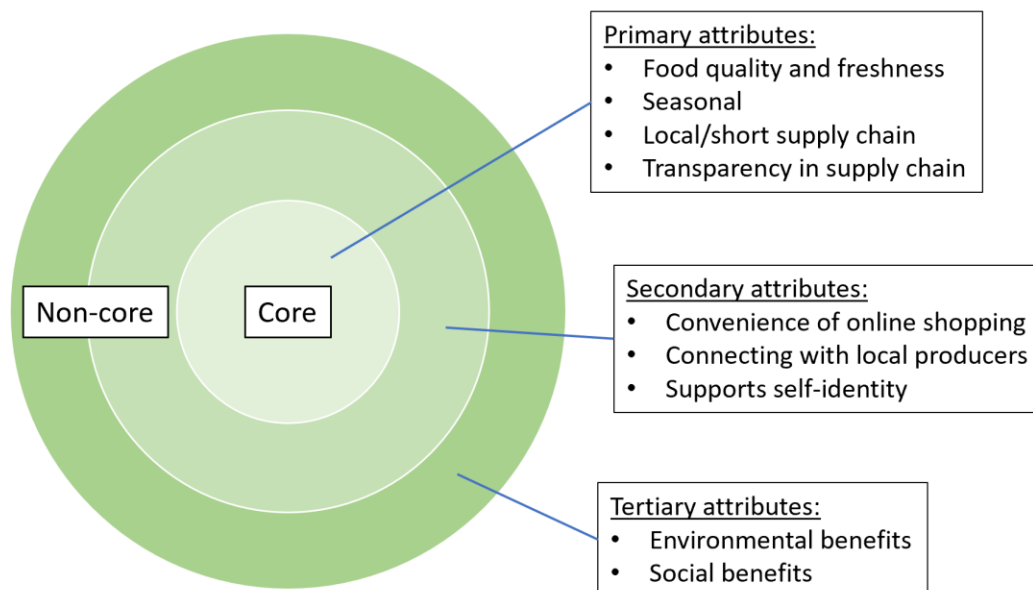 Primary attributes:
• Food quality and freshness
• Seasonal
• Local/short supply chain
• Transparency in supply chain
Non-core
Core
Secondary attributes:
• Convenience of online shopping
• Connecting with local producers
• Supports self-identity
Tertiary attributes:
• Environmental benefits
• Social benefits